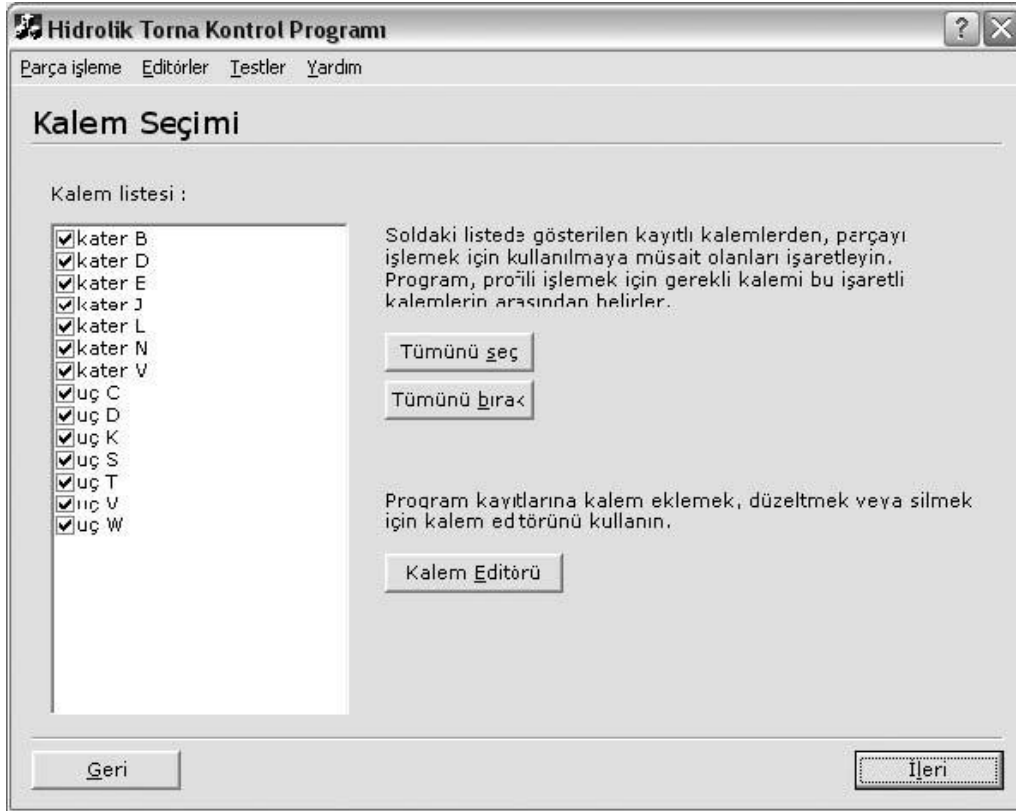 Hidrolik Torna Kontrol Programı
Parça işleme Editörler Testler Yardım
Kalem Seçimi
Kalem listesi :
kater B
kater D
kater E
kater J
kater L
kater N
kater V
uç C
uç D
uç K
uç S
uç T
uç V
uç W
Soldaki listede gösterilen kayıtlı kalemlerden, parçayı
işlemek için kullanılmaya müsait olanları işaretleyin.
Program, profili işlemek için gerekli kalemi bu işaretli
kalemlerin arasından belirler.
Tümünü seç
Tümünü bırak
Program kayıtlarına kalem eklemek, düzeltmek veya silmek
için kalem editörünü kullanın.
Kalem Editörü
Geri
İleri